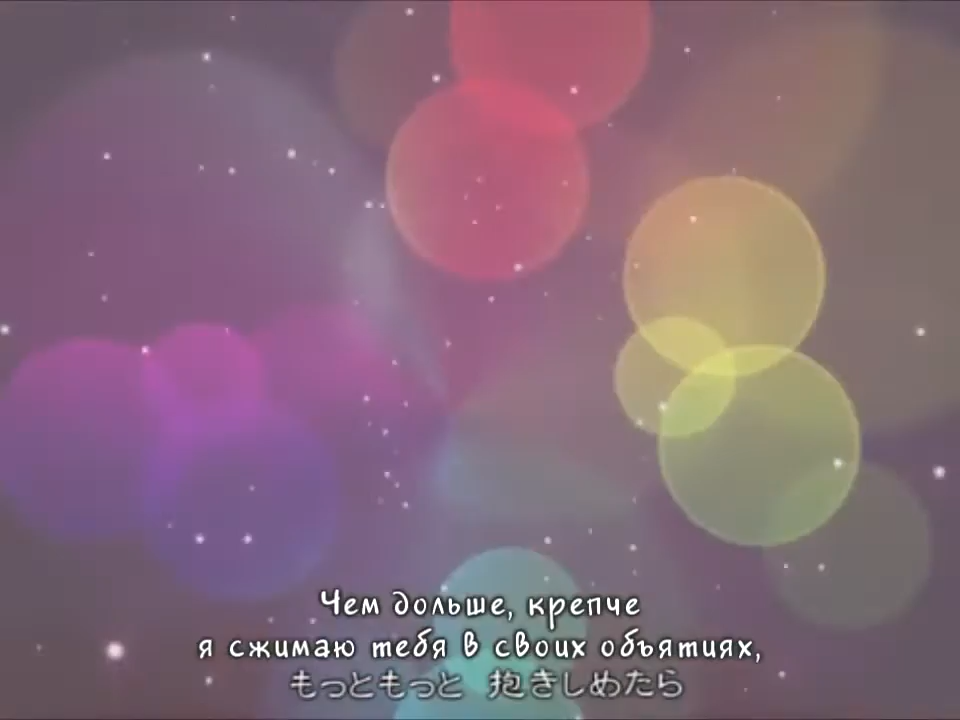 Чем дольше, крепче
я сжимаю тебя в своих объятиях,
もっともっと 抱きしめたら